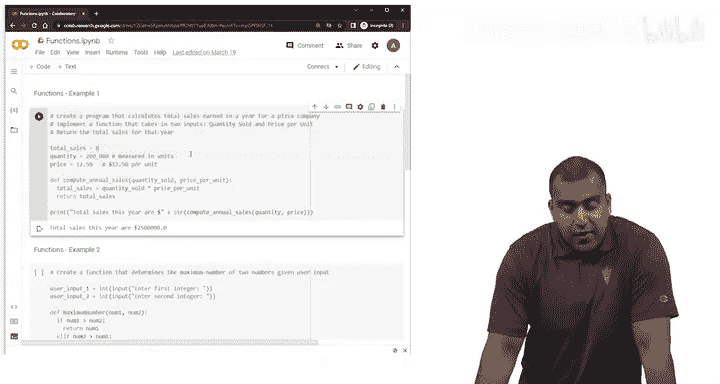 Functions.ipynb - Colaboratory
Functions.ipynb
File Edit View Insert Runtime Tools Help Last edited on March 19
Comment
Share
A
+ Code + Text
Connect
Editing
Functions - Example 1
# Create a program that calculates total sales earned in a year for a pizza company
# Implement a function that takes in two inputs: Quantity Sold and Price per Unit
# Return the total sales for that year
total_sales = 0
quantity = 200_000 # measured in units
price = 12.50 # $12.50 per unit
def compute_annual_sales(quantity_sold, price_per_unit):
total_sales = quantity_sold * price_per_unit
return total_sales
print("Total sales this year are $" + str(compute_annual_sales(quantity, price)))
Total sales this year are $2500000.0
Functions - Example 2
[ ] # Create a function that determines the maximum number of two numbers given user input
user_input_1 = int(input("Enter first integer: "))
user_input_2 = int(input("Enter second integer: "))
def maximumnumber(num1, num2):
if num1 > num2:
return num1
elif num2 > num1: